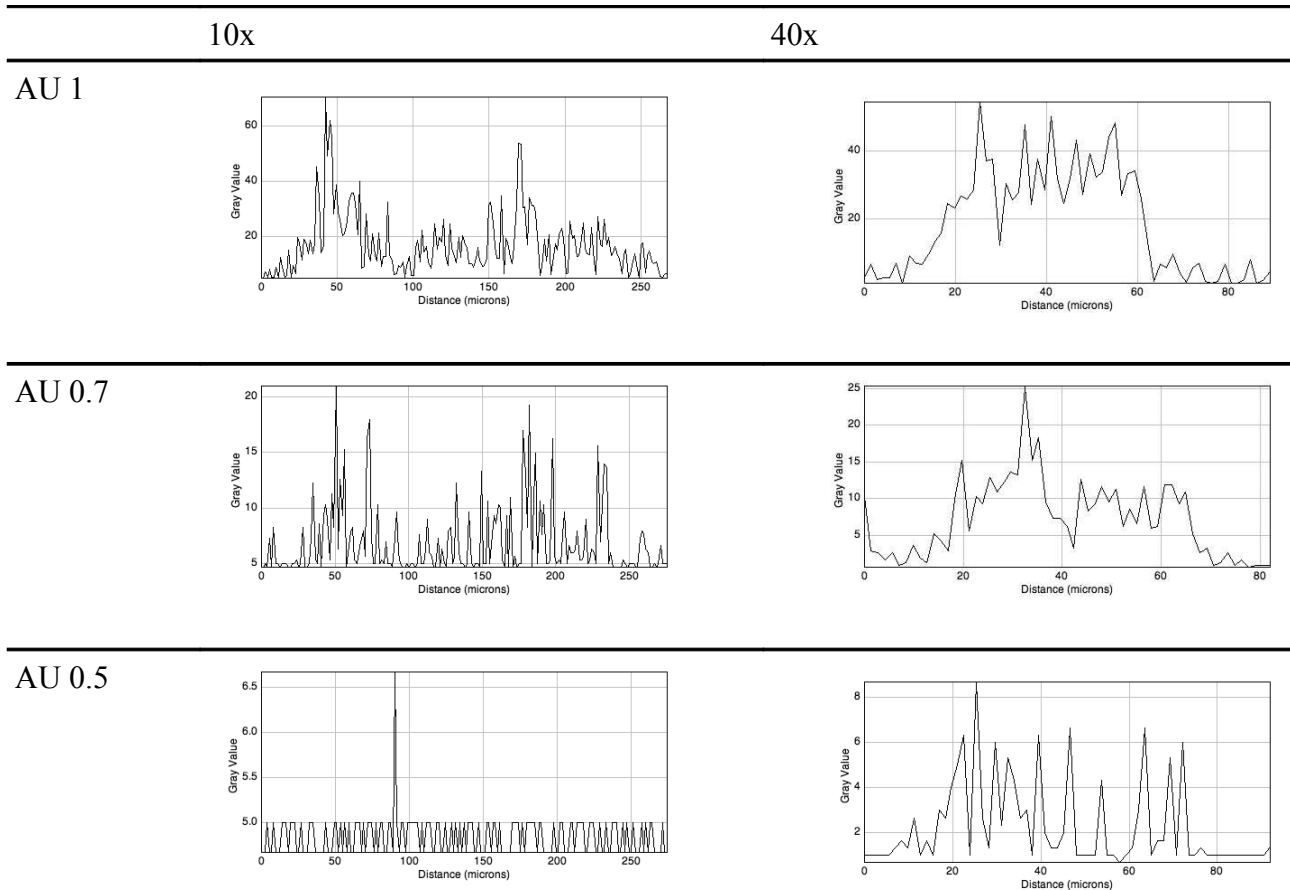 10x 40x
AU 1
60
40
20
Gray Value
0 50 100 150 200 250
Distance (microns)
40
20
Gray Value
0 20 40 60 80
Distance (microns)
AU 0.7
20
15
10
5
Gray Value
0 50 100 150 200 250
Distance (microns)
25
20
15
10
5
Gray Value
0 20 40 60 80
Distance (microns)
AU 0.5
6.5
6.0
5.5
5.0
Gray Value
0 50 100 150 200 250
Distance (microns)
8
6
4
2
Gray Value
0 20 40 60 80
Distance (microns)